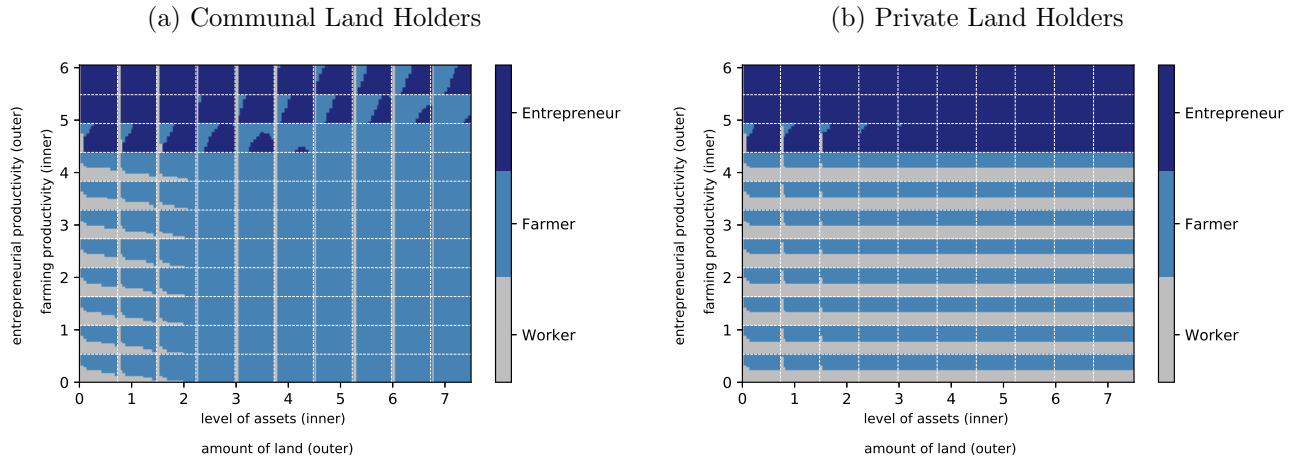 (a) Communal Land Holders
entrepreneurial productivity (outer)
farming productivity (inner)
6
5
4
3
2
1
0
0 1 2 3 4 5 6 7
level of assets (inner)
amount of land (outer)
Entrepreneur
Farmer
Worker
(b) Private Land Holders
entrepreneurial productivity (outer)
farming productivity (inner)
6
5
4
3
2
1
0
0 1 2 3 4 5 6 7
level of assets (inner)
amount of land (outer)
Entrepreneur
Farmer
Worker